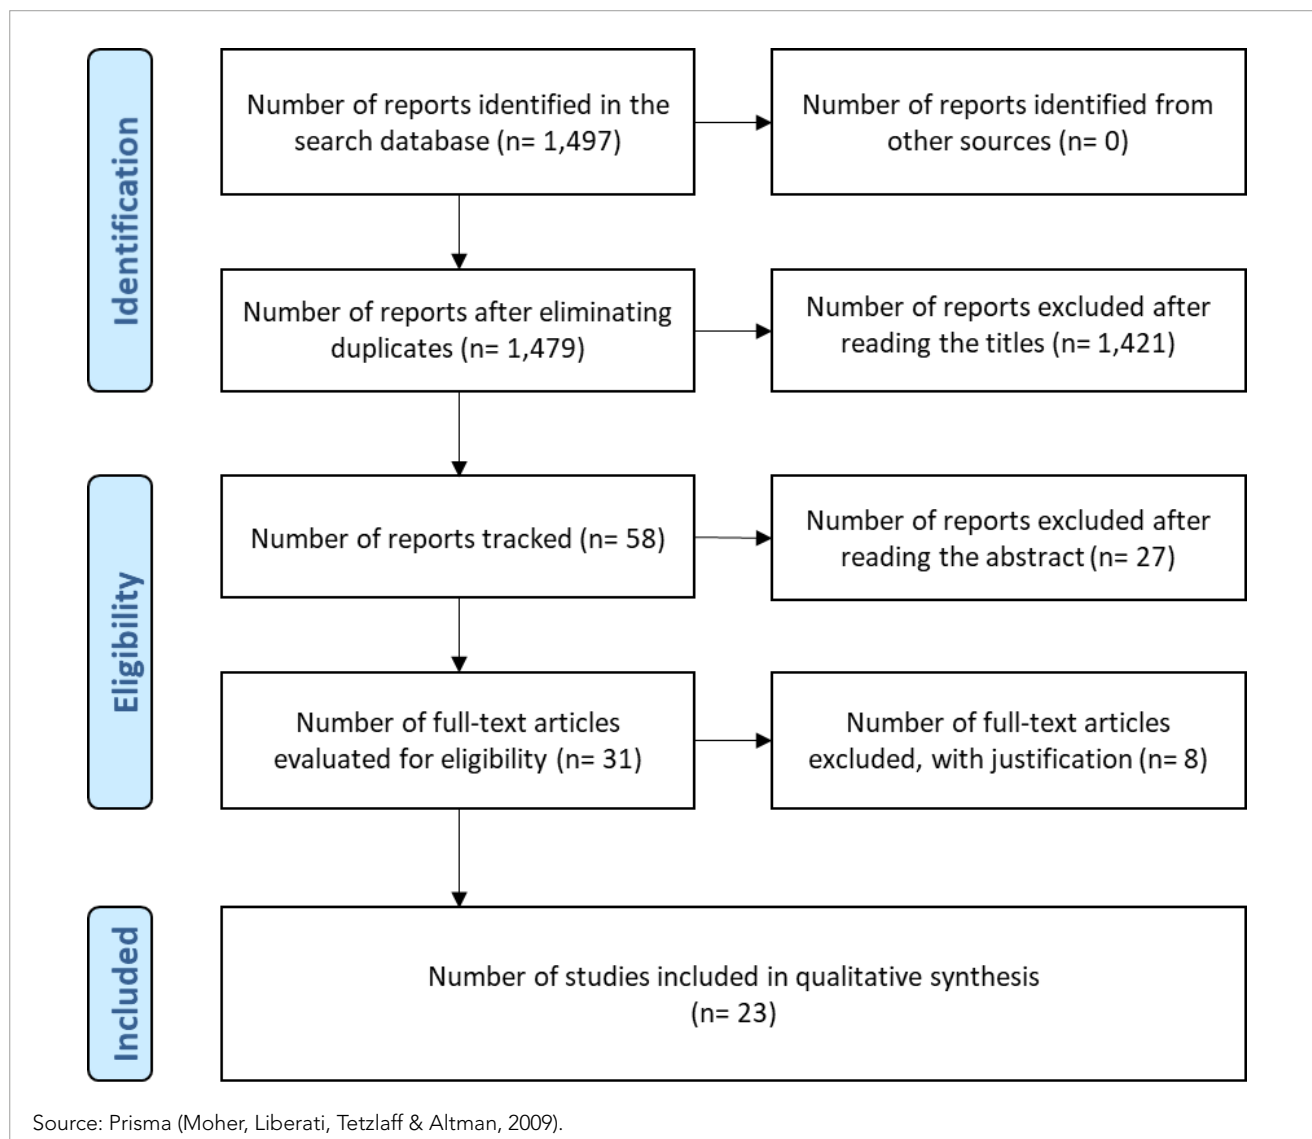 Identification
Number of reports identified in the
search database (n= 1,497)
Number of reports identified from
other sources (n= 0)
Number of reports after eliminating
duplicates (n= 1,479)
Number of reports excluded after
reading the titles (n= 1,421)
Eligibility
Number of reports tracked (n= 58)
Number of reports excluded after
reading the abstract (n= 27)
Number of full-text articles
evaluated for eligibility (n= 31)
Number of full-text articles
excluded, with justification (n= 8)
Included
Number of studies included in qualitative synthesis
(n= 23)
Source: Prisma (Moher, Liberati, Tetzlaff & Altman, 2009).